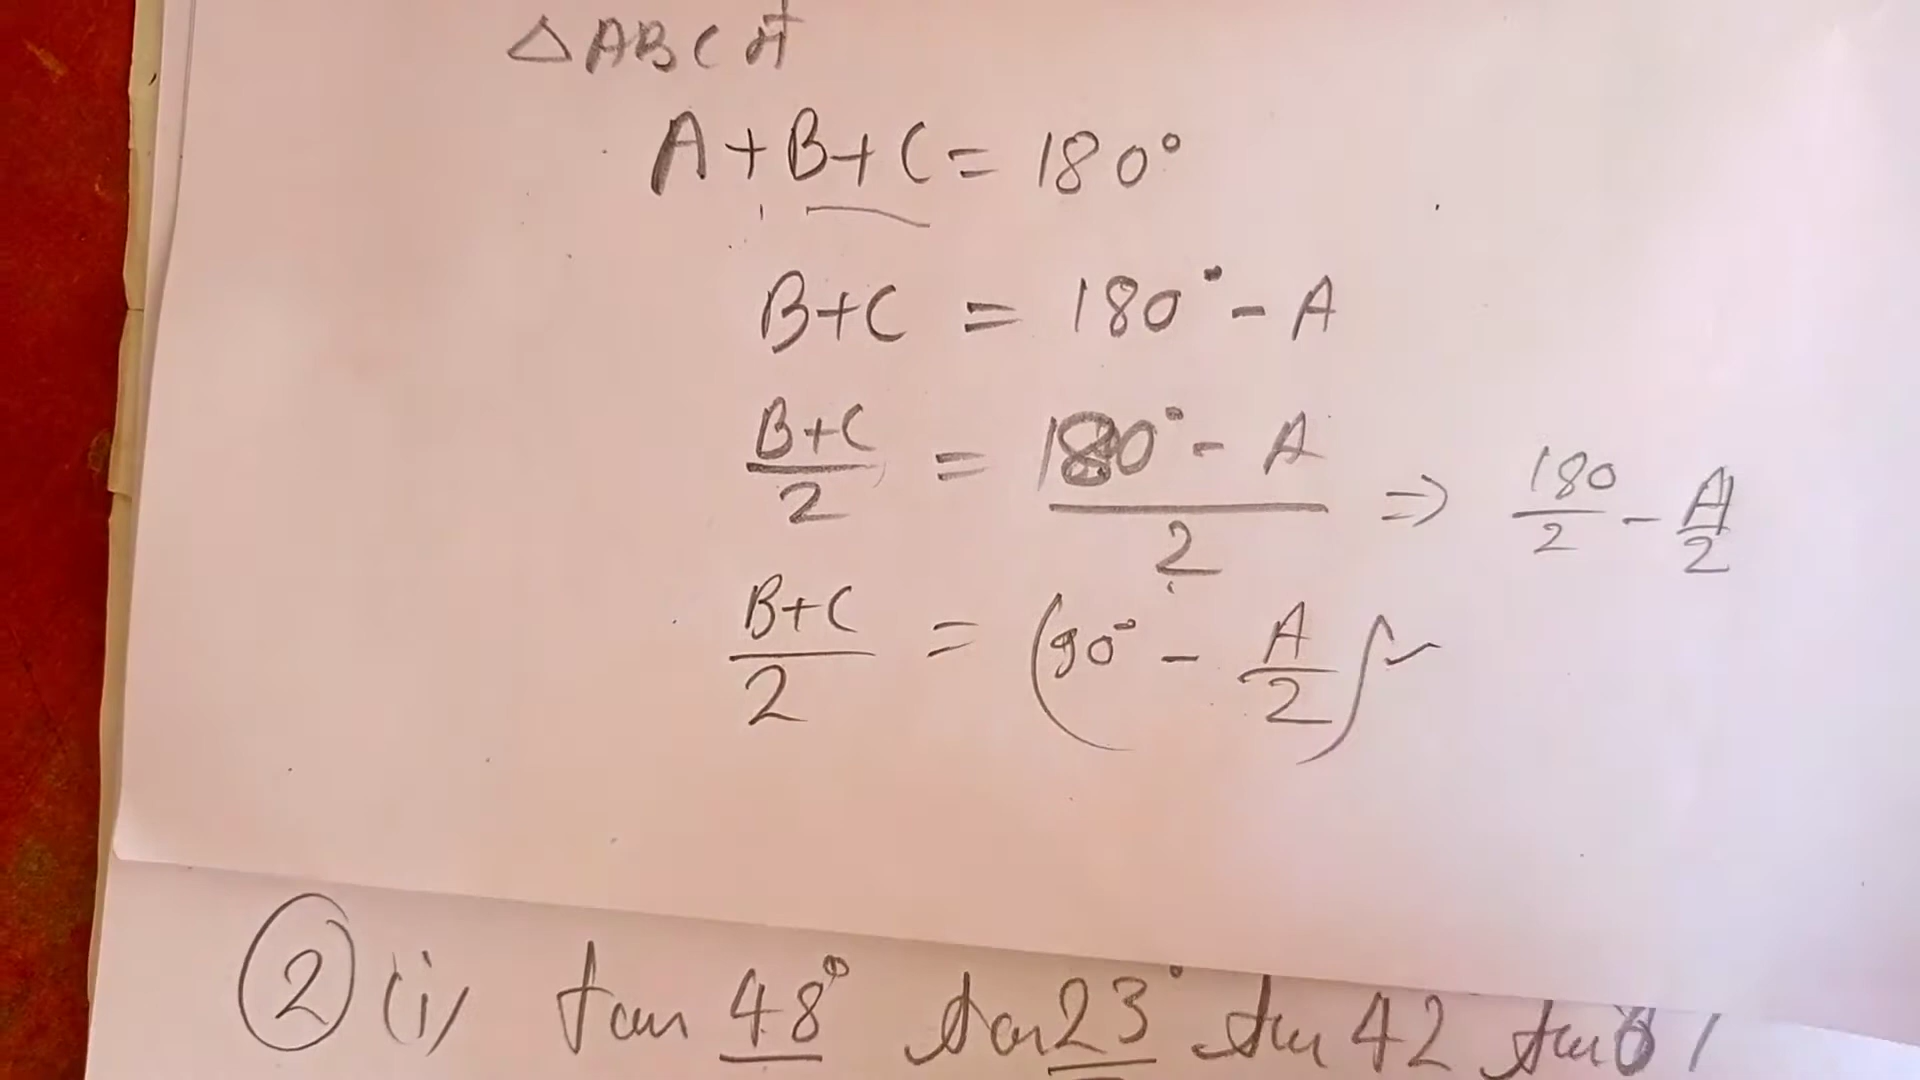 △ABC में
A+B+C = 180°
B+C = 180° - A
B+C/2 = 180° - A/2 ⇒ 180/2 - A/2
B+C/2 = (90° - A/2)
2 (i) tan 48° tan 23° tan 42 tan